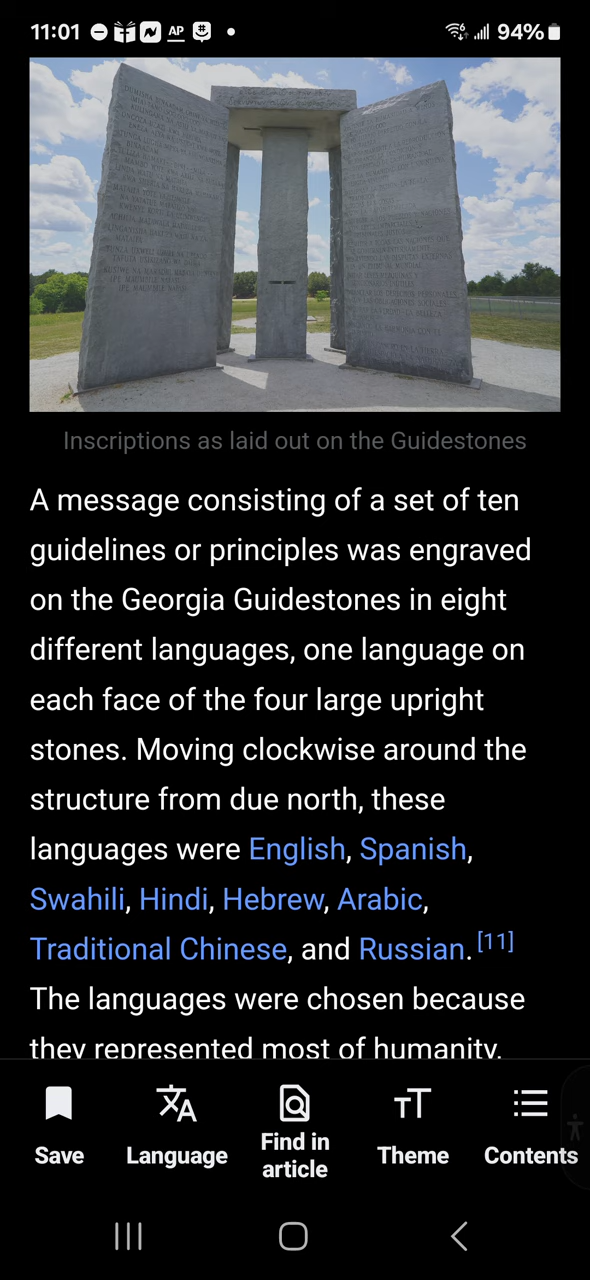 11:01
AP
94%
Inscriptions as laid out on the Guidestones
A message consisting of a set of ten
guidelines or principles was engraved
on the Georgia Guidestones in eight
different languages, one language on
each face of the four large upright
stones. Moving clockwise around the
structure from due north, these
languages were English, Spanish,
Swahili, Hindi, Hebrew, Arabic,
Traditional Chinese, and Russian.[11]
The languages were chosen because
they represented most of humanity,
Save
Language
Find in
article
Theme
Contents